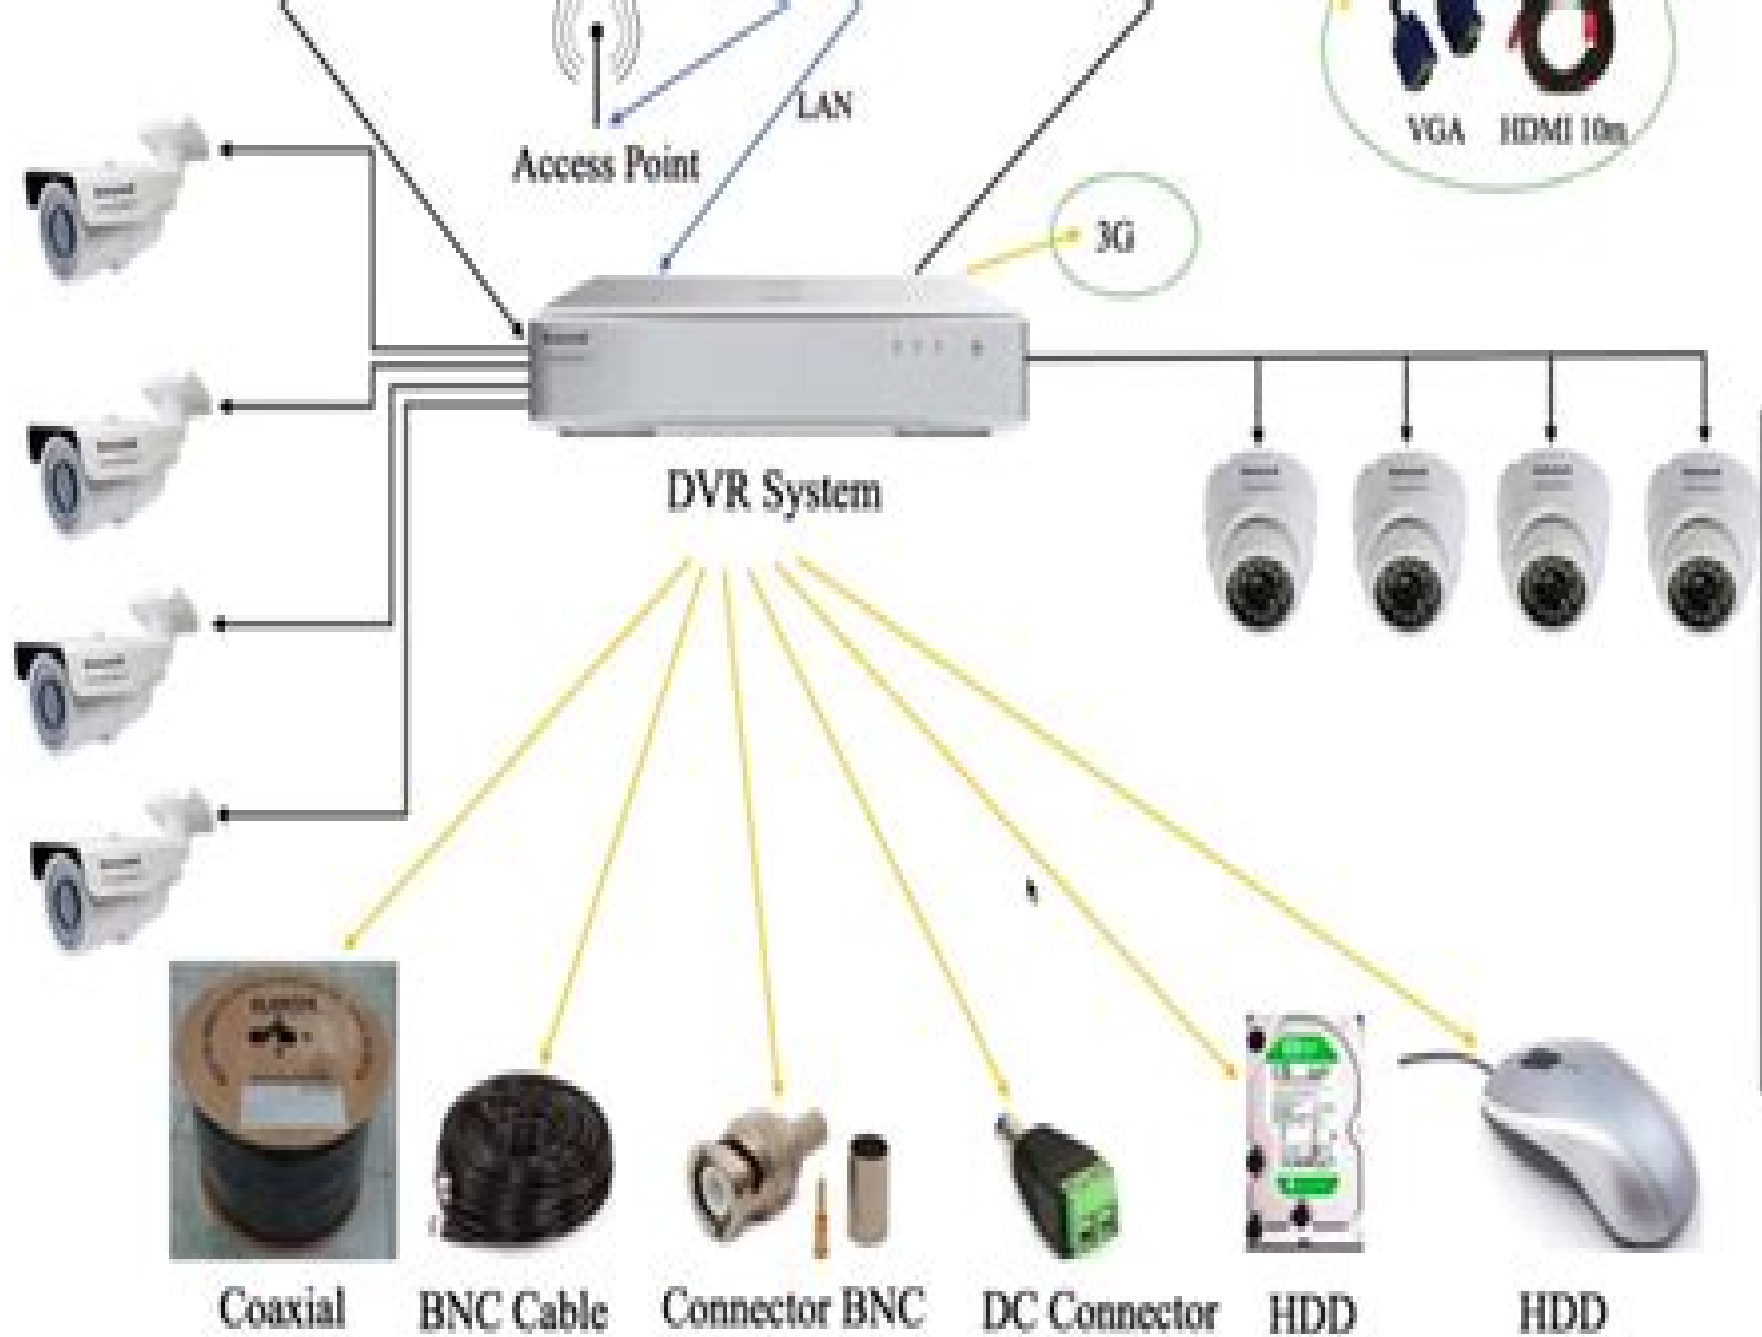 LAN
Access Point
VGA HDMI 10m
3G
DVR System
Coaxial
BNC Cable
Connector BNC
DC Connector
HDD
HDD